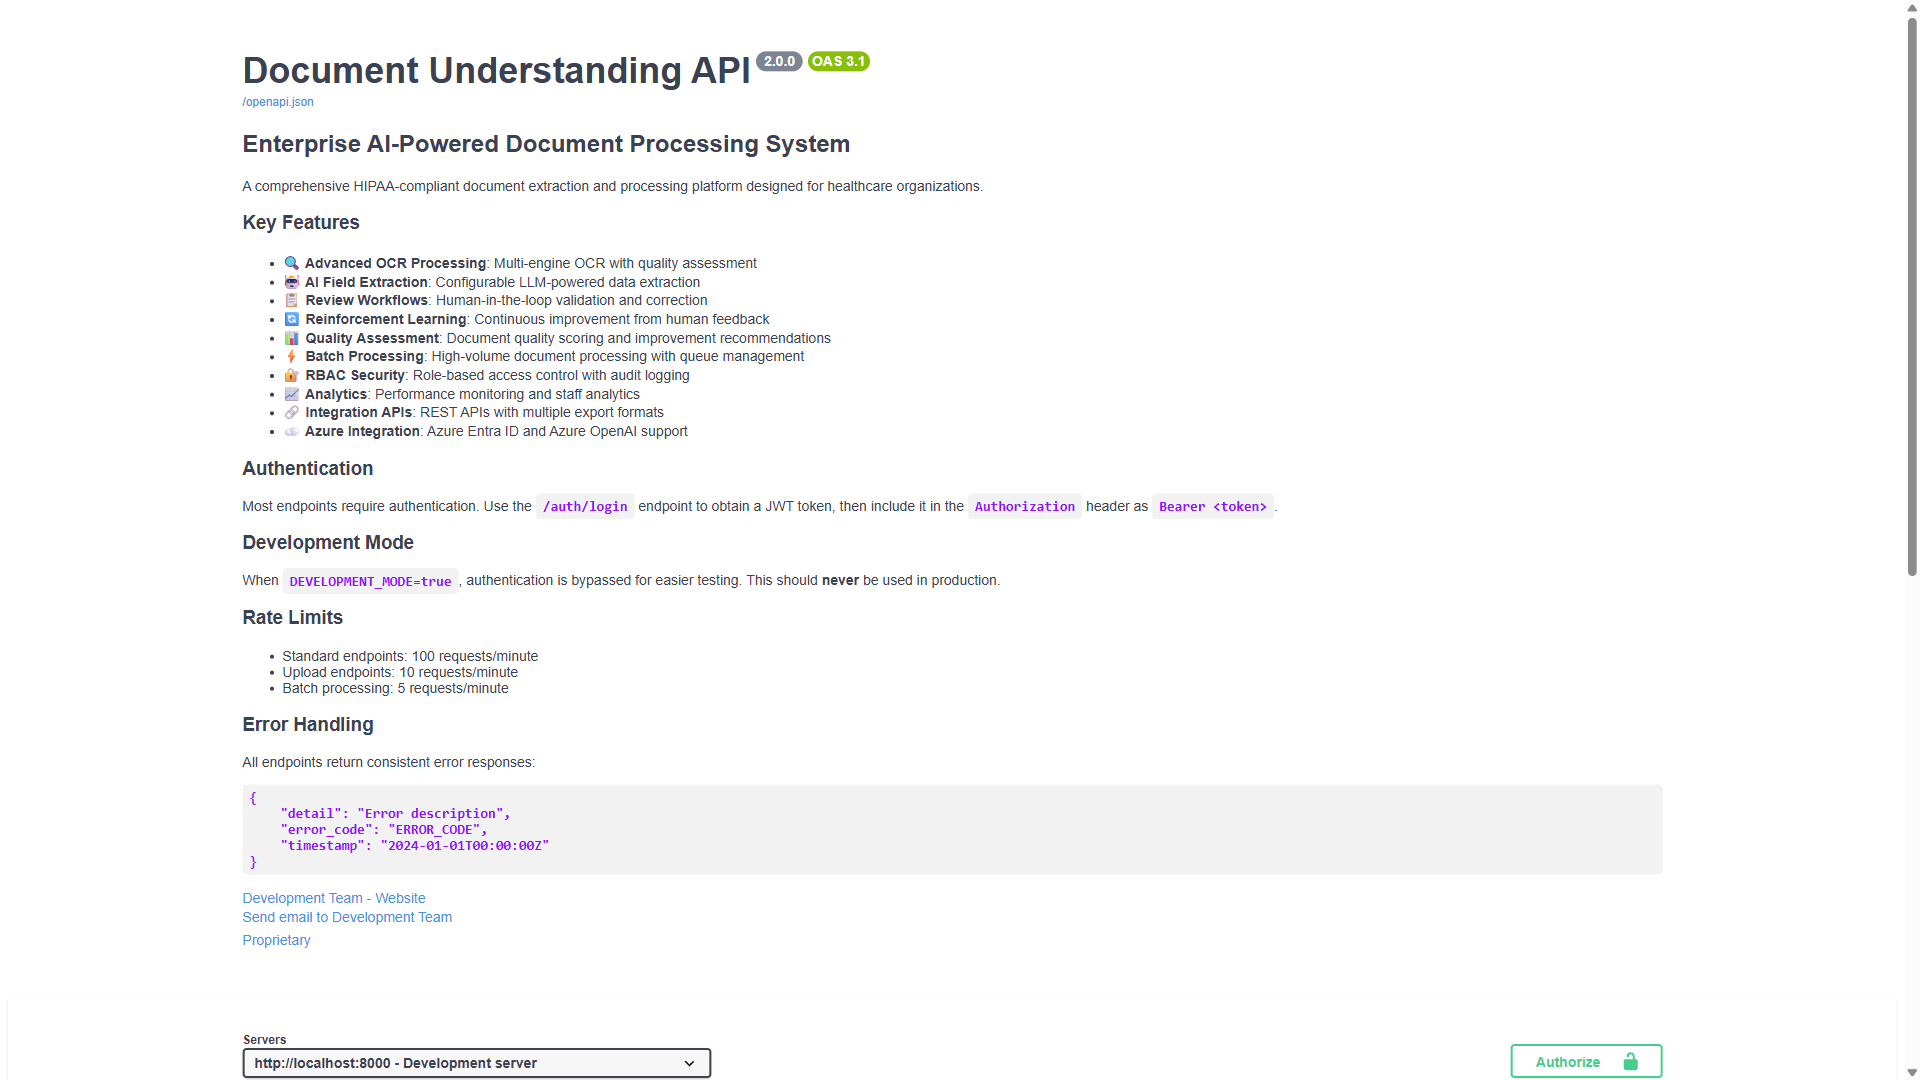 Document Understanding API 2.0.0 OAS 3.1
/openapi.json
Enterprise AI-Powered Document Processing System
A comprehensive HIPAA-compliant document extraction and processing platform designed for healthcare organizations.
Key Features
Advanced OCR Processing: Multi-engine OCR with quality assessment
AI Field Extraction: Configurable LLM-powered data extraction
Review Workflows: Human-in-the-loop validation and correction
Reinforcement Learning: Continuous improvement from human feedback
Quality Assessment: Document quality scoring and improvement recommendations
Batch Processing: High-volume document processing with queue management
RBAC Security: Role-based access control with audit logging
Analytics: Performance monitoring and staff analytics
Integration APIs: REST APIs with multiple export formats
Azure Integration: Azure Entra ID and Azure OpenAI support
Authentication
Most endpoints require authentication. Use the /auth/login endpoint to obtain a JWT token, then include it in the Authorization header as Bearer <token> .
Development Mode
When DEVELOPMENT_MODE=true , authentication is bypassed for easier testing. This should never be used in production.
Rate Limits
Standard endpoints: 100 requests/minute
Upload endpoints: 10 requests/minute
Batch processing: 5 requests/minute
Error Handling
All endpoints return consistent error responses:
{
    "detail": "Error description",
    "error_code": "ERROR_CODE",
    "timestamp": "2024-01-01T00:00:00Z"
}
Development Team - Website
Send email to Development Team
Proprietary
Servers
http://localhost:8000 - Development server
Authorize